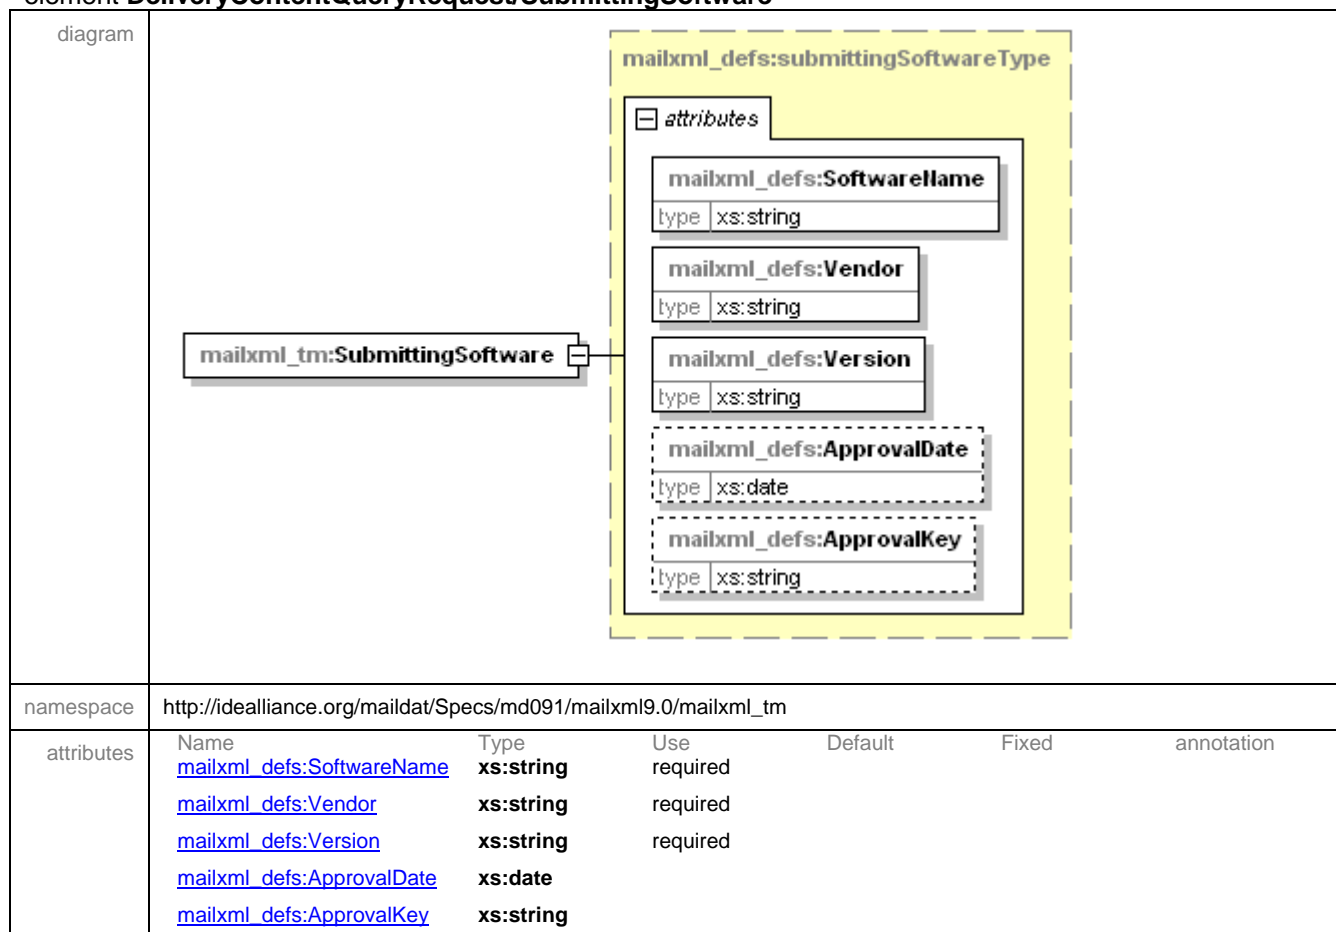 element DeliveryContentQueryRequest/SubmittingSoftware
diagram
mailxml_defs:submittingSoftwareType
attributes
mailxml_defs:SoftwareName
type xs:string
mailxml_defs:Vendor
type xs:string
mailxml_tm:SubmittingSoftware
mailxml_defs:Version
type xs:string
mailxml_defs:ApprovalDate
type xs:date
mailxml_defs:ApprovalKey
type xs:string
namespace http://idealliance.org/maildat/Specs/md091/mailxml9.0/mailxml_tm
attributes Name Type Use Default Fixed annotation
mailxml_defs:SoftwareName xs:string required
mailxml_defs:Vendor xs:string required
mailxml_defs:Version xs:string required
mailxml_defs:ApprovalDate xs:date
mailxml_defs:ApprovalKey xs:string